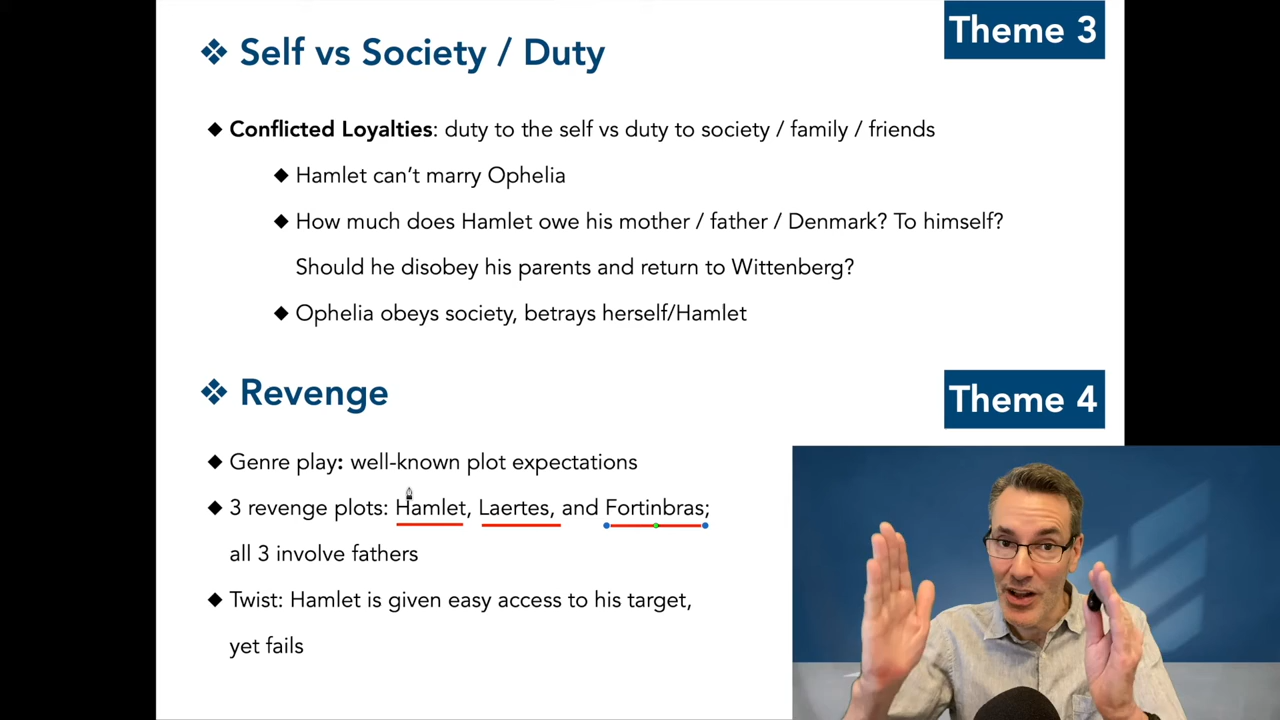 Theme 3
❖ Self vs Society / Duty
◆ Conflicted Loyalties: duty to the self vs duty to society / family / friends
◆ Hamlet can’t marry Ophelia
◆ How much does Hamlet owe his mother / father / Denmark? To himself?
Should he disobey his parents and return to Wittenberg?
◆ Ophelia obeys society, betrays herself/Hamlet
❖ Revenge
Theme 4
◆ Genre play: well-known plot expectations
◆ 3 revenge plots: Hamlet, Laertes, and Fortinbras;
all 3 involve fathers
◆ Twist: Hamlet is given easy access to his target,
yet fails